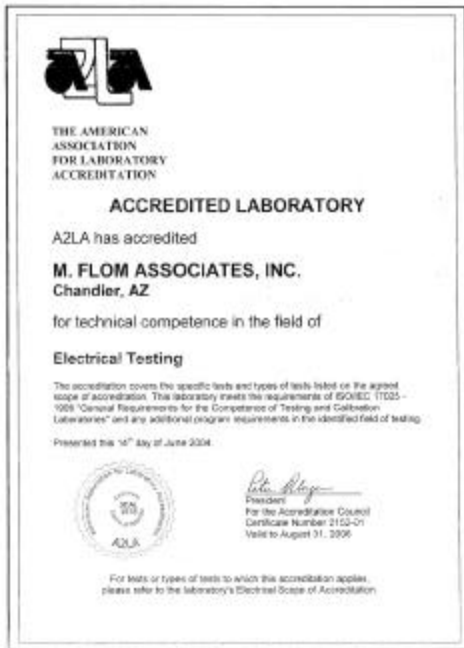 A2LA
THE AMERICAN
ASSOCIATION
FOR LABORATORY
ACCREDITATION
ACCREDITED LABORATORY
A2LA has accredited
M. FLOM ASSOCIATES, INC.
Chandler, AZ
for technical competence in the field of
Electrical Testing
The accreditation covers the specific tests and types of tests listed on the agreed
scope of accreditation. This laboratory meets the requirements of ISO/IEC 17025 -
1999 "General Requirements for the Competence of Testing and Calibration
Laboratories" and any additional program requirements in the identified field of testing.
Presented this day of June 2004.
SEAL
A2LA
President
For the Accreditation Council
Certificate Number 2152-01
Valid to August 31, 2006
For tests or types of tests to which this accreditation applies,
please refer to the laboratory's Electrical Scope of Accreditation